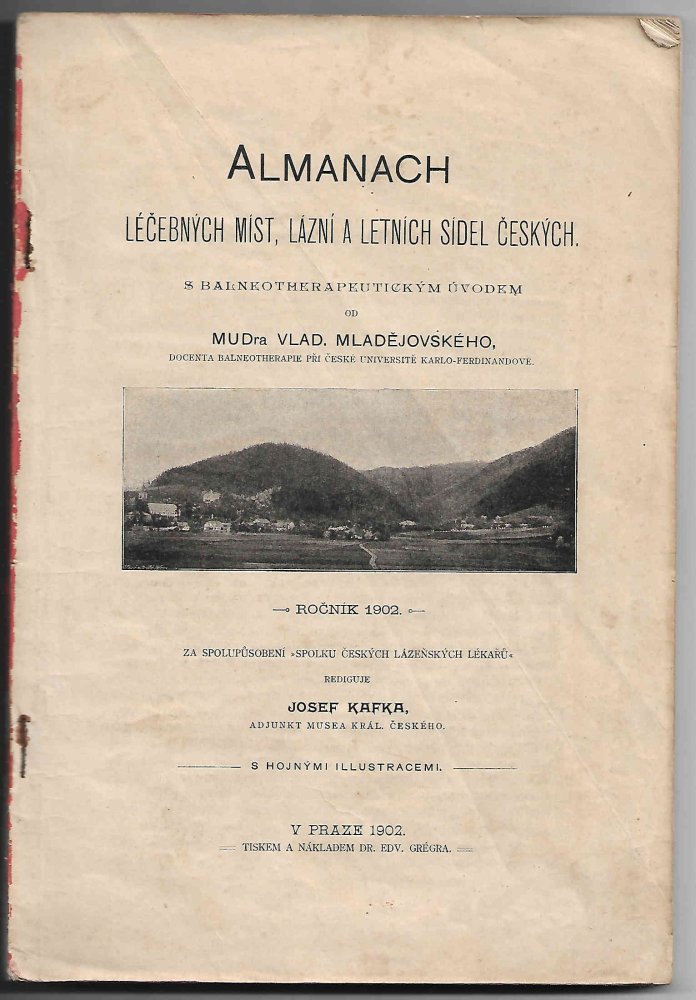 ALMANACH
LÉČEBNÝCH MÍST, LÁZNÍ A LETNÍCH SÍDEL ČESKÝCH.
S BALNEOTHERAPEUTICKÝM ÚVODEM
OD
MUDra VLAD. MLADĚJOVSKÉHO,
DOCENTA BALNEOTHERAPIE PŘI ČESKÉ UNIVERSITĚ KARLO-FERDINANDOVĚ.
ROČNÍK 1902.
ZA SPOLUPŮSOBENÍ »SPOLKU ČESKÝCH LÁZEŇSKÝCH LÉKAŘŮ«
REDIGUJE
JOSEF KAFKA,
ADJUNKT MUSEA KRÁL. ČESKÉHO.
S HOJNÝMI ILLUSTRACEMI.
V PRAZE 1902.
TISKEM A NÁKLADEM DR. EDV. GRÉGRA.